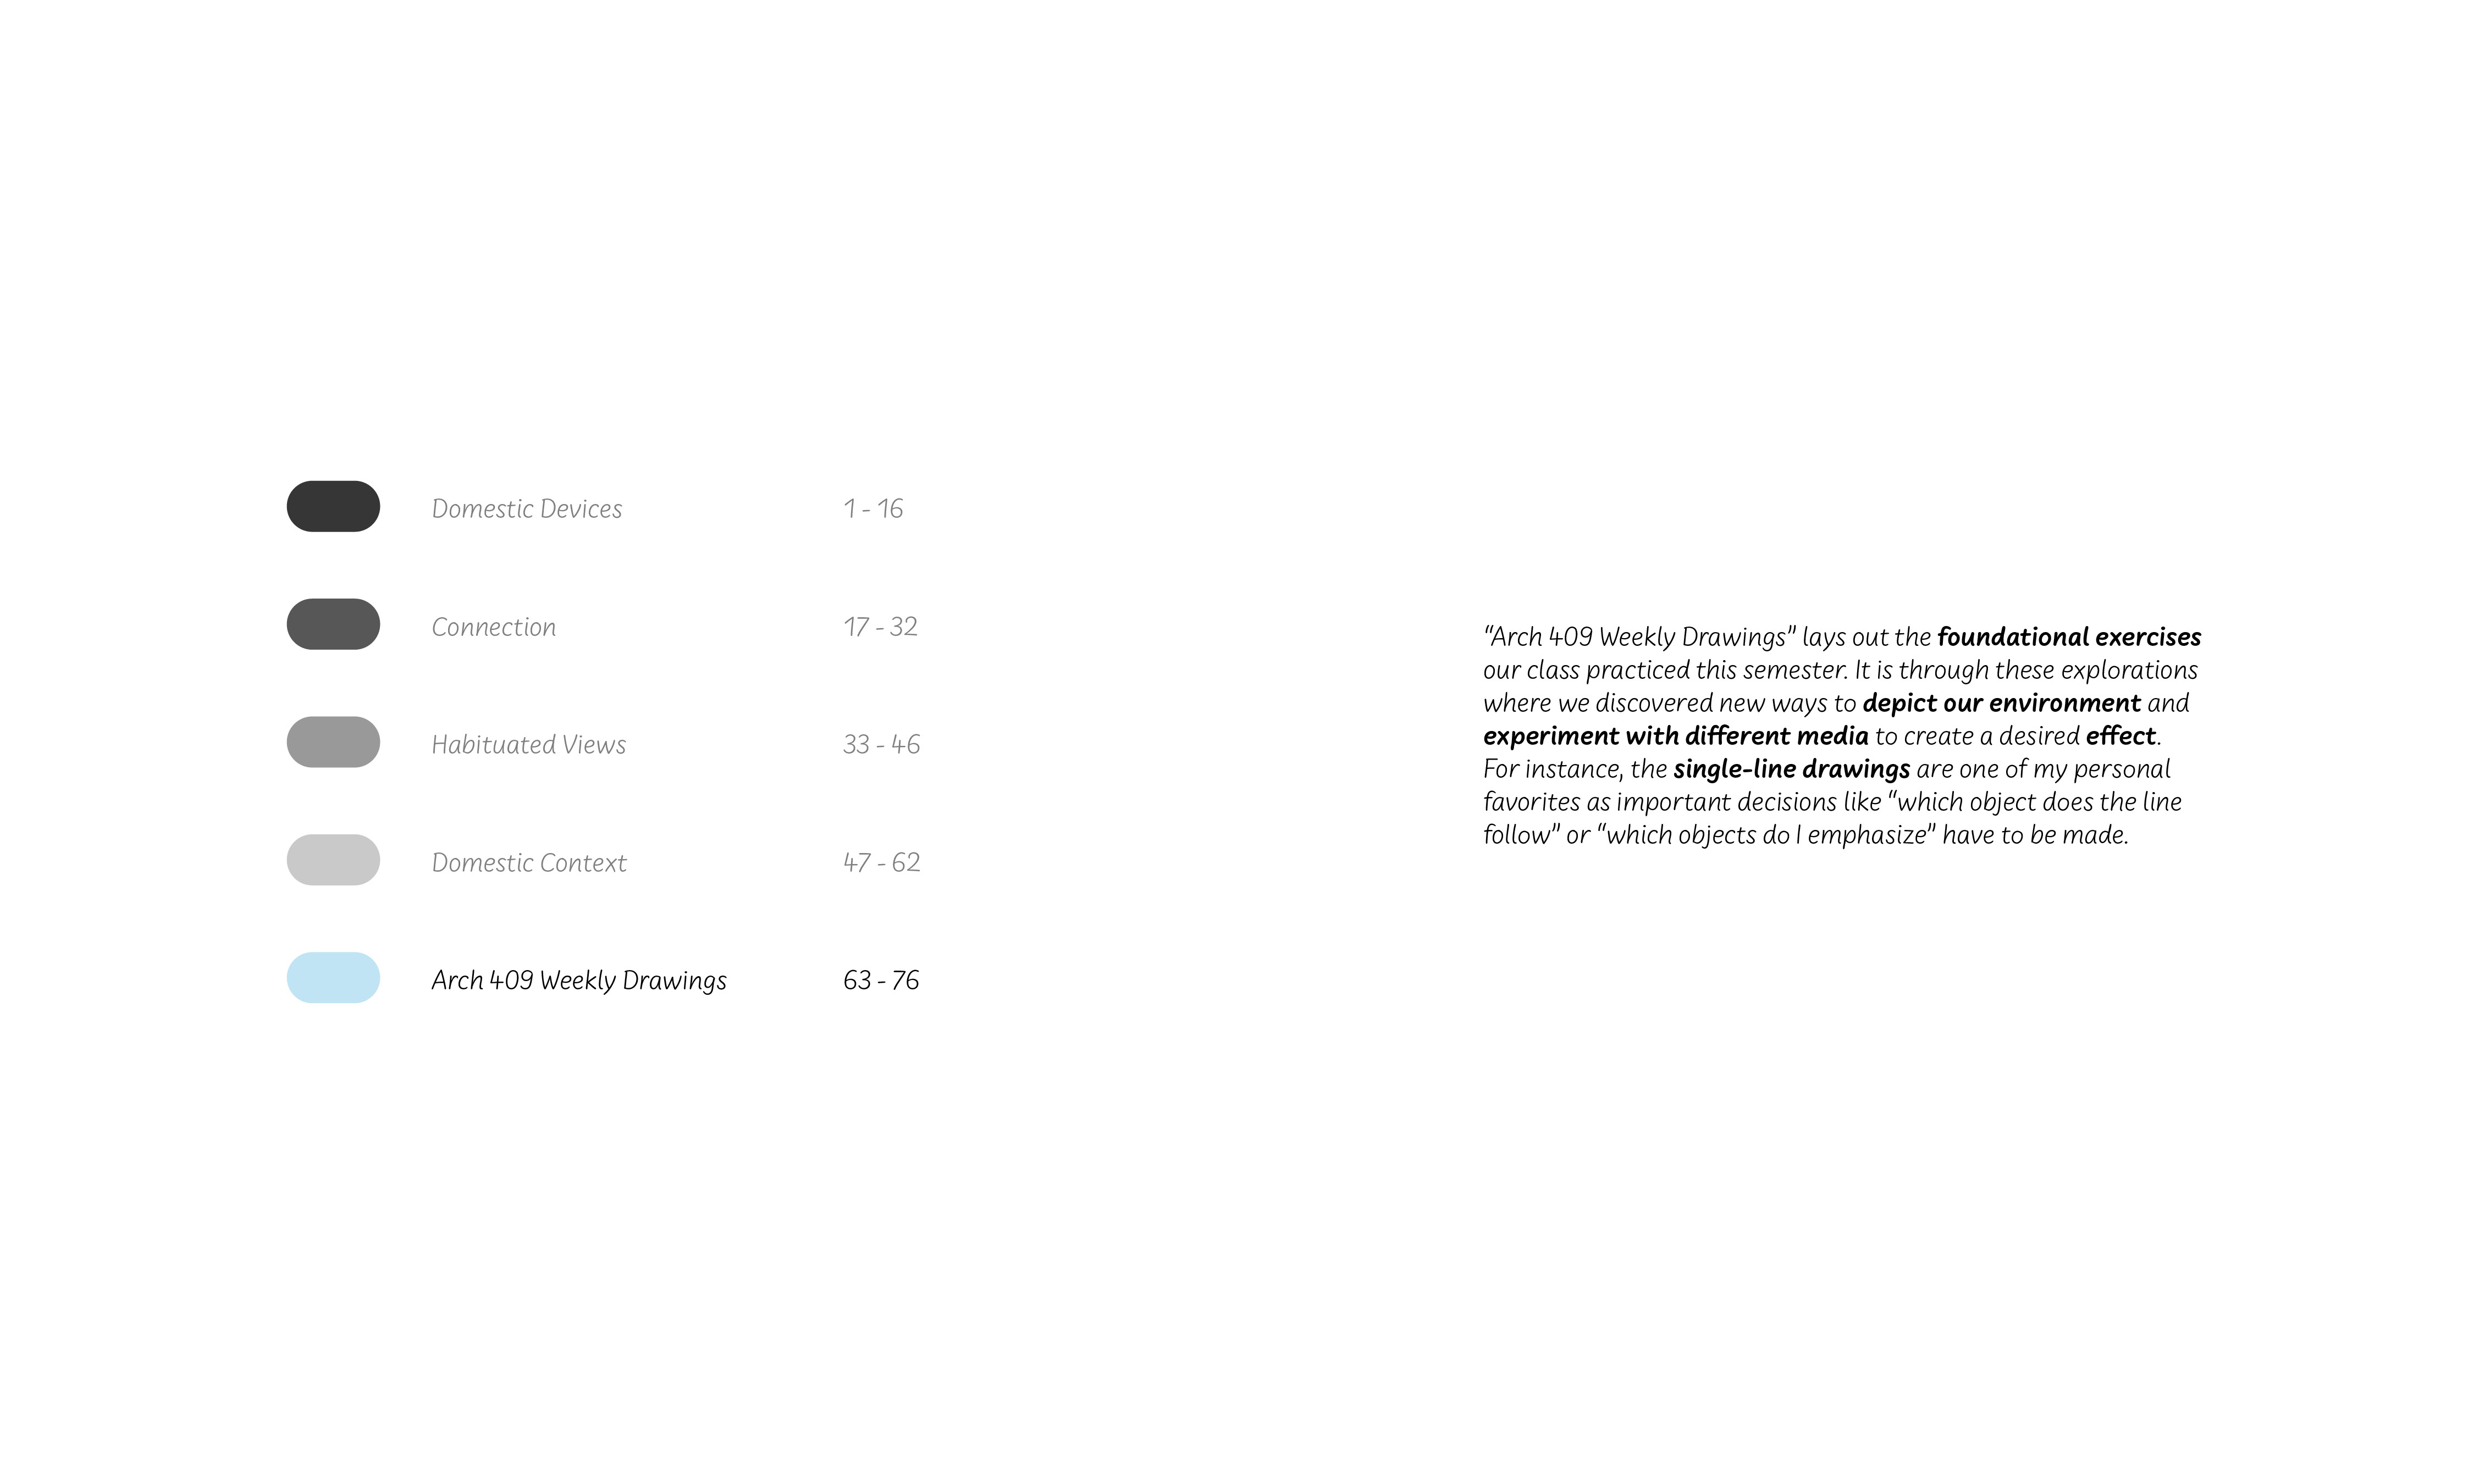 Domestic Devices 1 - 16
Connection 17 - 32
Habituated Views 33 - 46
Domestic Context 47 - 62
Arch 409 Weekly Drawings 63 - 76
“Arch 409 Weekly Drawings” lays out the foundational exercises
our class practiced this semester. It is through these explorations
where we discovered new ways to depict our environment and
experiment with different media to create a desired effect.
For instance, the single-line drawings are one of my personal
favorites as important decisions like “which object does the line
follow” or “which objects do I emphasize” have to be made.